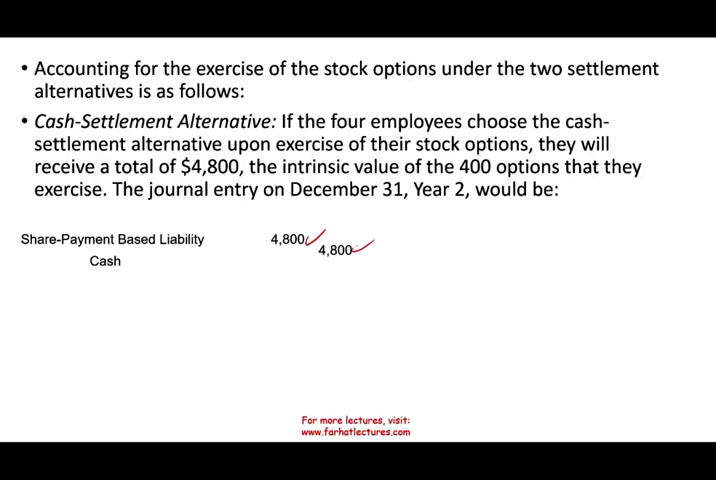 • Accounting for the exercise of the stock options under the two settlement
alternatives is as follows:
• Cash-Settlement Alternative: If the four employees choose the cash-
settlement alternative upon exercise of their stock options, they will
receive a total of $4,800, the intrinsic value of the 400 options that they
exercise. The journal entry on December 31, Year 2, would be:
Share-Payment Based Liability 4,800
4,800
Cash
For more lectures, visit:
www.farhatlectures.com